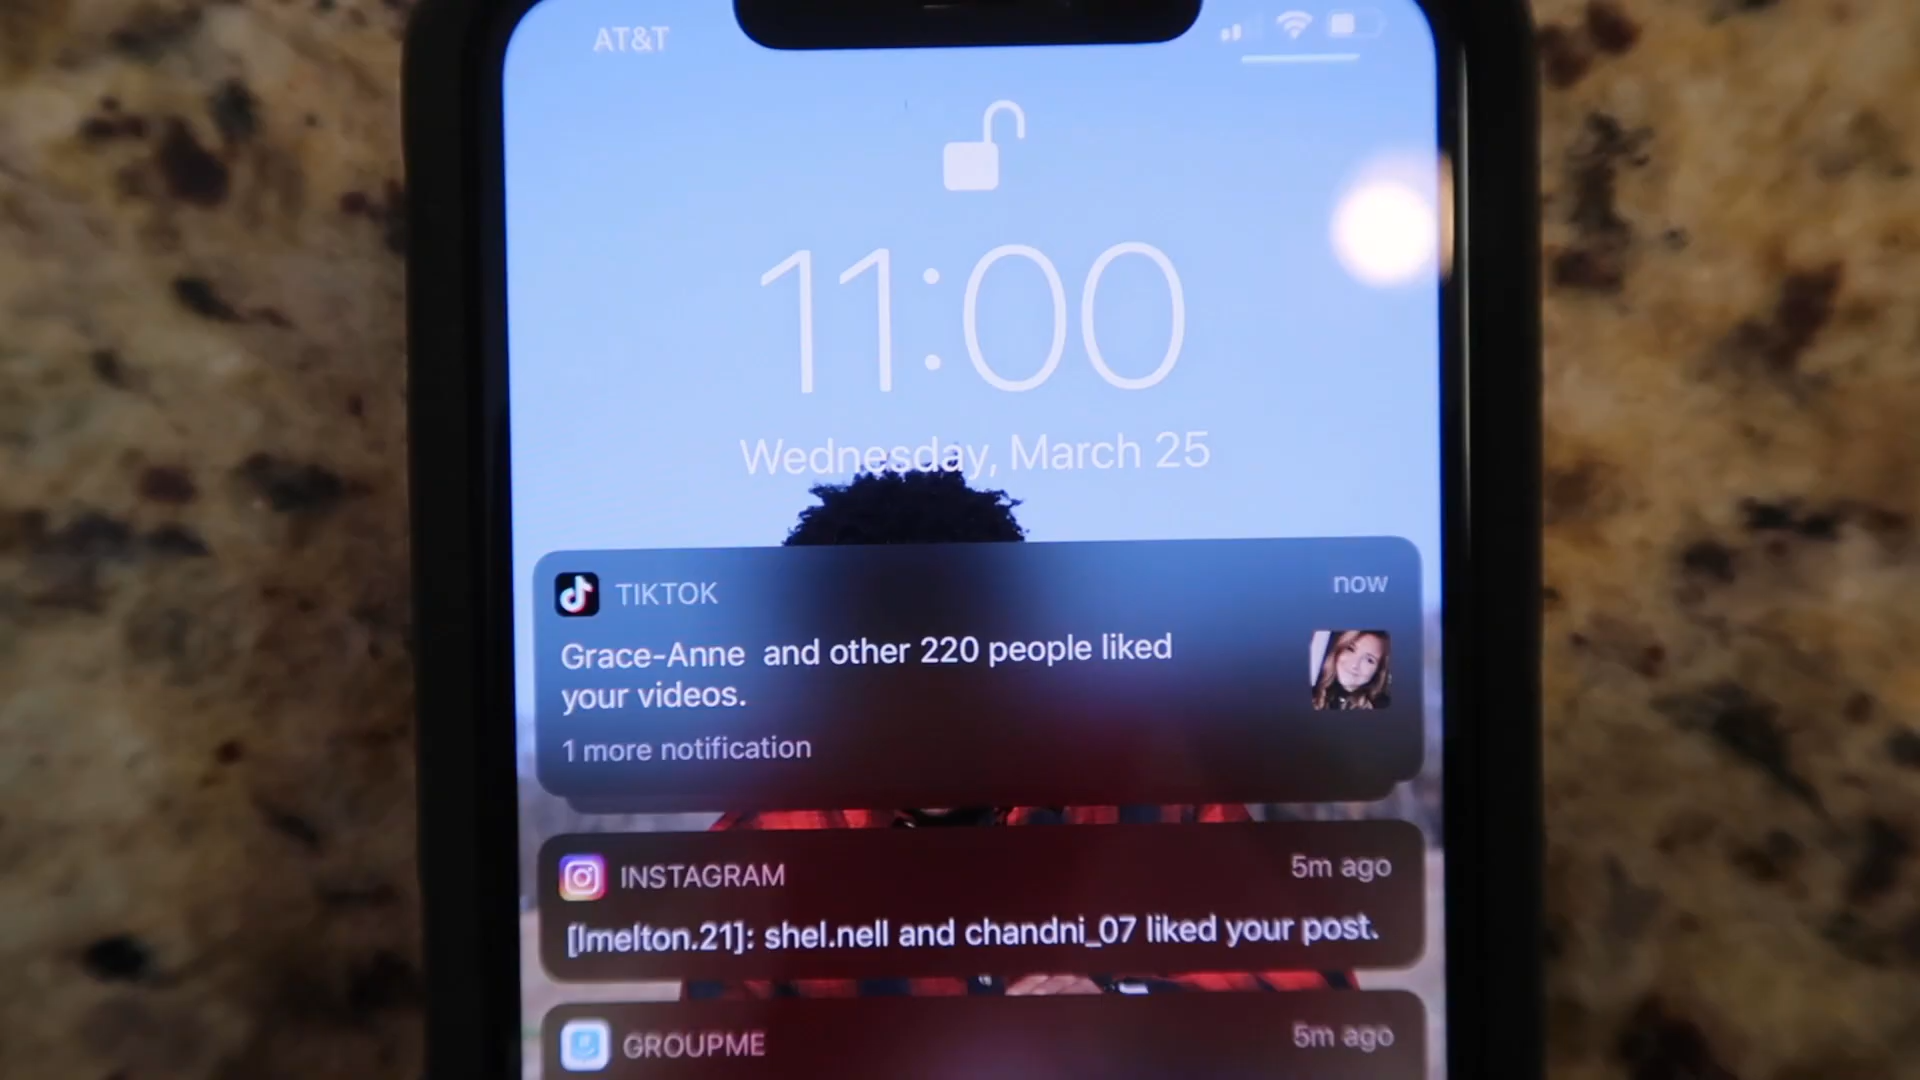 AT&T
11:00
Wednesday, March 25
TIKTOK
now
Grace-Anne and other 220 people liked
your videos.
1 more notification
INSTAGRAM
5m ago
[lmelton.21]: shel.nell and chandni_07 liked your post.
GROUPME
5m ago